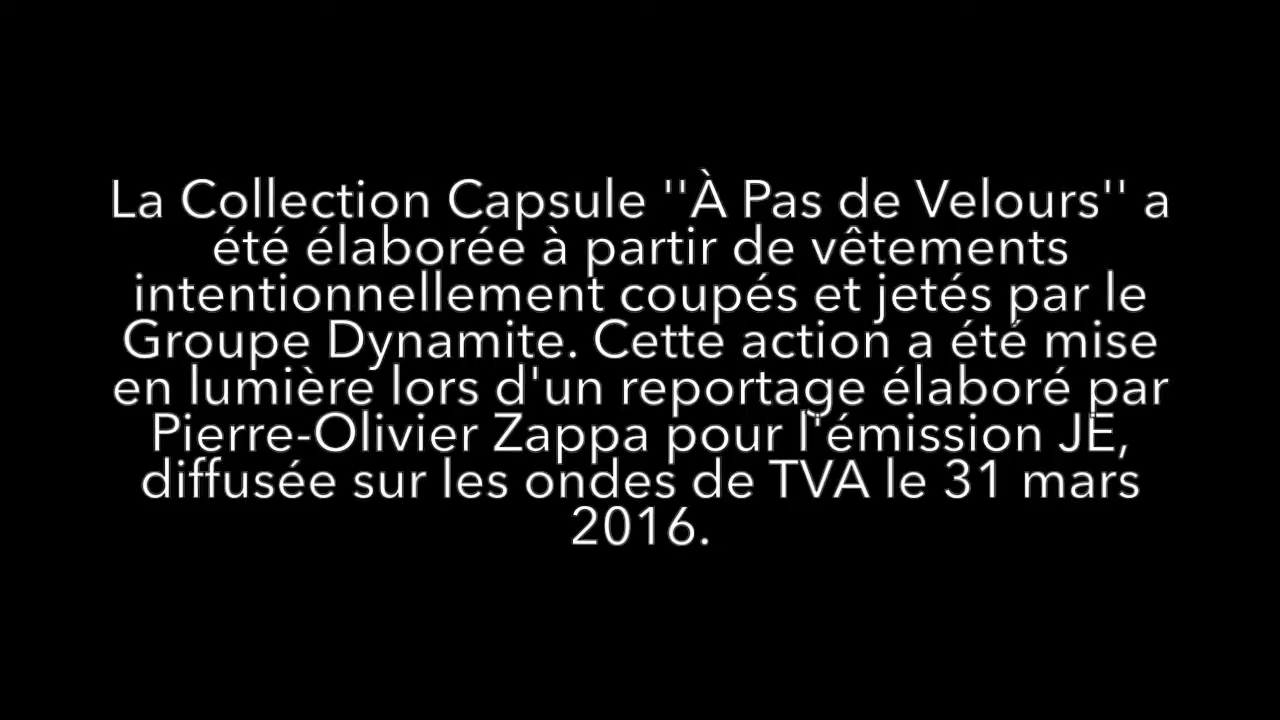 La Collection Capsule ''À Pas de Velours'' a
été élaborée à partir de vêtements
intentionnellement coupés et jetés par le
Groupe Dynamite. Cette action a été mise
en lumière lors d'un reportage élaboré par
Pierre-Olivier Zappa pour l'émission JE,
diffusée sur les ondes de TVA le 31 mars
2016.